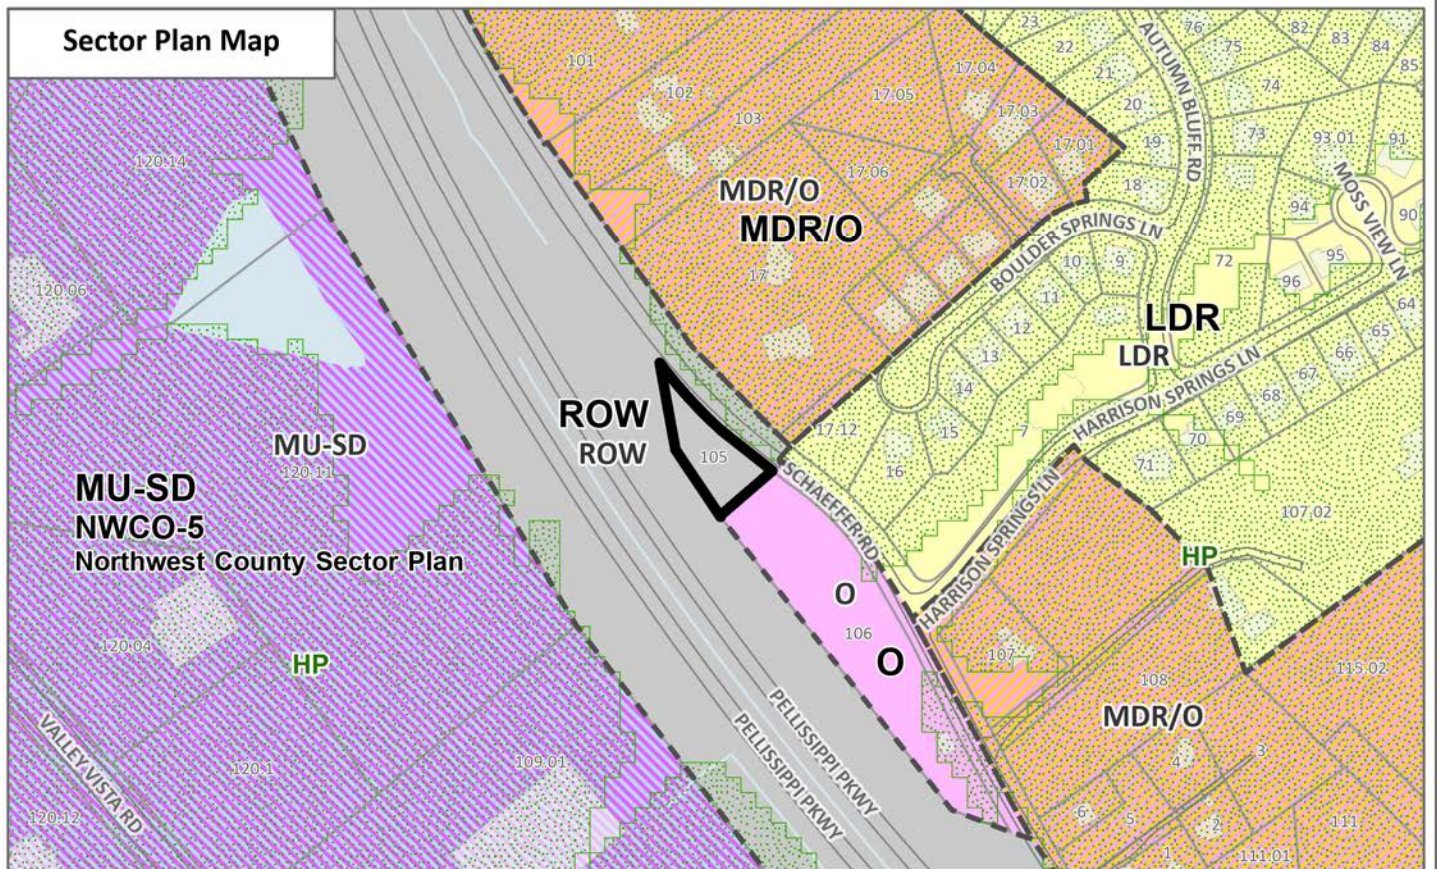 Sector Plan Map
101
102
103
17.04
17.05
17.03
17.01
17.02
17.06
MDR/O
MDR/O
17
23
22
21
20
19
18
AUTUMN BLUFF RD
76
75
74
73
82
83
84
85
93.01
91
94
90
95
96
72
64
65
66
67
68
69
70
71
MOSS VIEW LN
BOULDER SPRINGS LN
10
9
11
12
13
14
15
16
17.12
7
LDR
LDR
HARRISON SPRINGS LN
HARRISON SPRINGS LN
107.02
HP
120.14
120.06
MU-SD
120.11
MU-SD
NWCO-5
Northwest County Sector Plan
120.04
HP
VALLEY VISTA RD
120.1
120.12
109.01
ROW
ROW
105
SCHAEFER RD
O
106
O
PELLISSIPPI PKWY
PELLISSIPPI PKWY
107
108
MDR/O
115.02
3
4
6
5
2
1
111
111.01